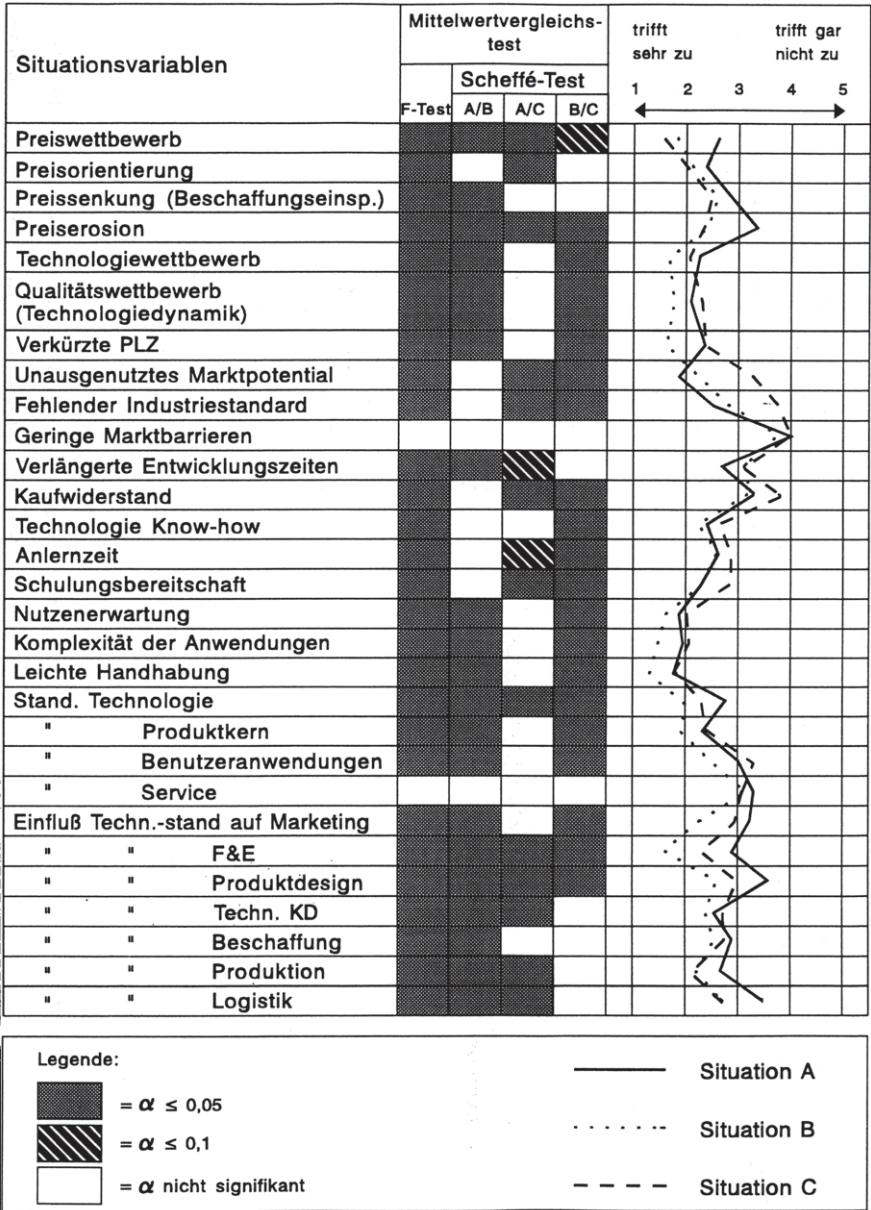 Situationsvariablen
Mittelwertvergleichs-
test
Scheffé-Test
F-Test A/B A/C B/C
trifft
sehr zu
trifft gar
nicht zu
1 2 3 4 5
Preiswettbewerb
Preisorientierung
Preissenkung (Beschaffungseinsp.)
Preiserosion
Technologiewettbewerb
Qualitätswettbewerb
(Technologiedynamik)
Verkürzte PLZ
Unausgenutztes Marktpotential
Fehlender Industriestandard
Geringe Marktbarrieren
Verlängerte Entwicklungszeiten
Kaufwiderstand
Technologie Know-how
Anlernzeit
Schulungsbereitschaft
Nutzenerwartung
Komplexität der Anwendungen
Leichte Handhabung
Stand. Technologie
" Produktkern
" Benutzeranwendungen
" Service
Einfluß Techn.-stand auf Marketing
" " F&E
" " Produktdesign
" " Techn. KD
" " Beschaffung
" " Produktion
" " Logistik
Legende:
= α ≤ 0,05
= α ≤ 0,1
= α nicht signifikant
Situation A
Situation B
Situation C